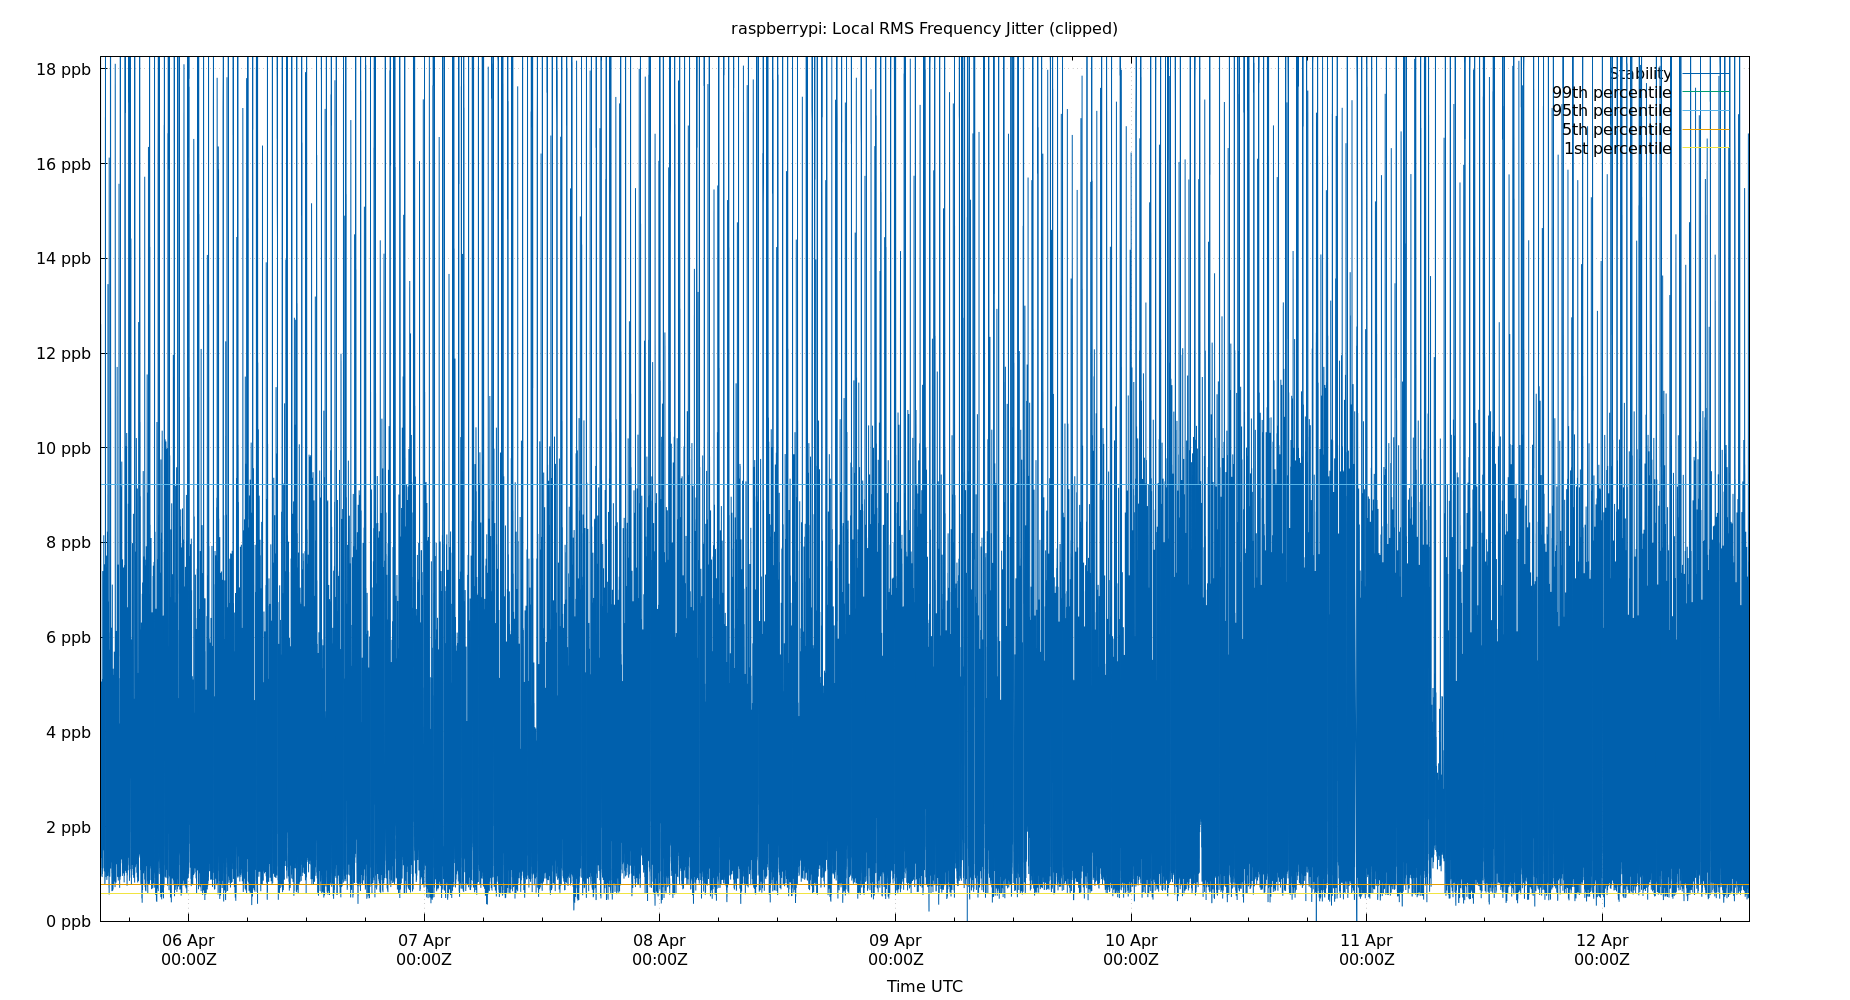 raspberrypi: Local RMS Frequency Jitter (clipped)
18 ppb
16 ppb
14 ppb
12 ppb
10 ppb
8 ppb
6 ppb
4 ppb
2 ppb
0 ppb
Stability
99th percentile
95th percentile
5th percentile
1st percentile
06 Apr
00:00Z
07 Apr
00:00Z
08 Apr
00:00Z
09 Apr
00:00Z
10 Apr
00:00Z
11 Apr
00:00Z
12 Apr
00:00Z
Time UTC